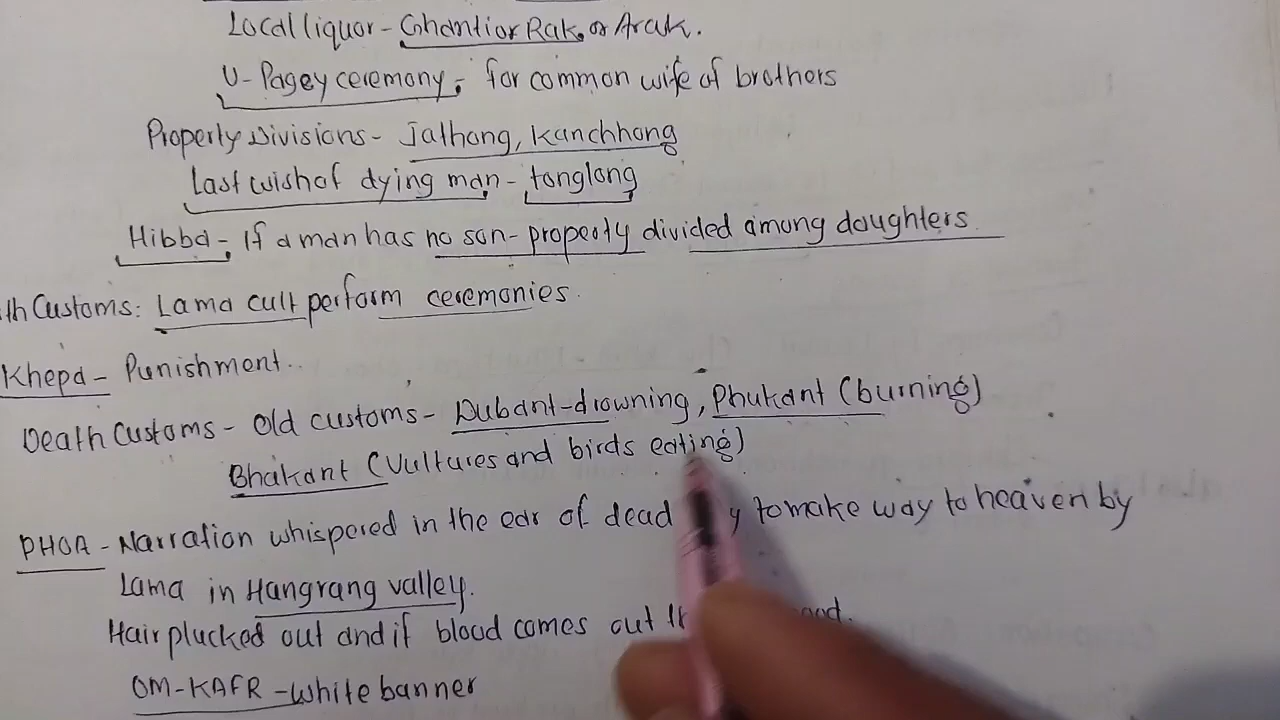 Local liquor - Ghantior Rak, or Arak.
U-Pagey ceremony, for common wife of brothers
Property Divisions - Jathong, Kanchhong
Last wish of dying man - tonglong
Hibba - If a man has no son - property divided among daughters
th Customs: Lama cult perform ceremonies.
Khepa - Punishment..
Death Customs - Old customs - Dubant-drowning, Phukant (burning)
Bhakant (Vultures and birds eating)
PHOA - Narration whispered in the ear of dead y to make way to heaven by
Lama in Hangrang valley.
Hair plucked out and if blood comes out
OM-KAFR - white banner